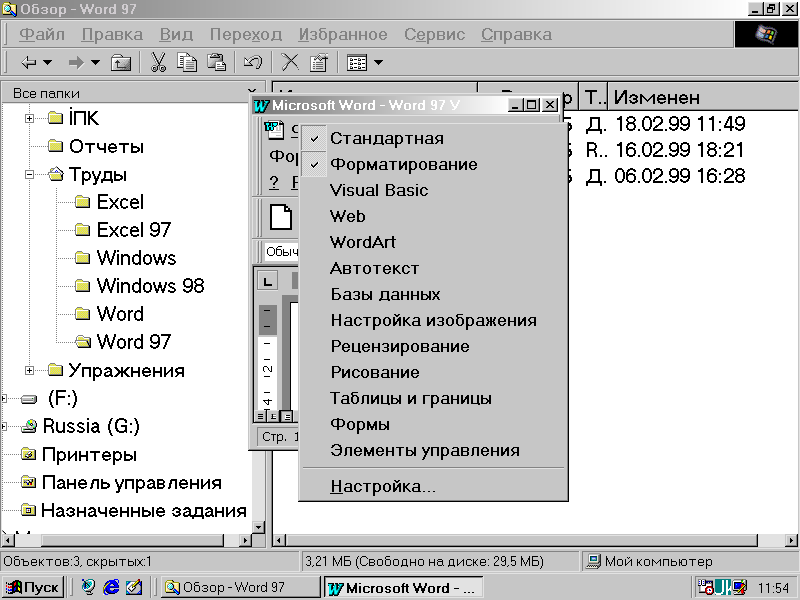 Обзор - Word 97
Файл Правка Вид Переход Избранное Сервис Справка
Все папки
Т.. Изменен
ЇПК
Отчеты
Труды
Excel
Excel 97
Windows
Windows 98
Word
Word 97
Упражнения
(F:)
Russia (G:)
Принтеры
Панель управления
Назначенные задания
Д. 18.02.99 11:49
R.. 16.02.99 18:21
Д. 06.02.99 16:28
Microsoft Word - Word 97 У
?
Обыч
L
2
4
Стр. 1
Стандартная
Форматирование
Visual Basic
Web
WordArt
Автотекст
Базы данных
Настройка изображения
Рецензирование
Рисование
Таблицы и границы
Формы
Элементы управления
Настройка...
Объектов:3, скрытых:1
3,21 МБ (Свободно на диске: 29,5 МБ)
Мой компьютер
Пуск
Обзор - Word 97
Microsoft Word - ...
11:54